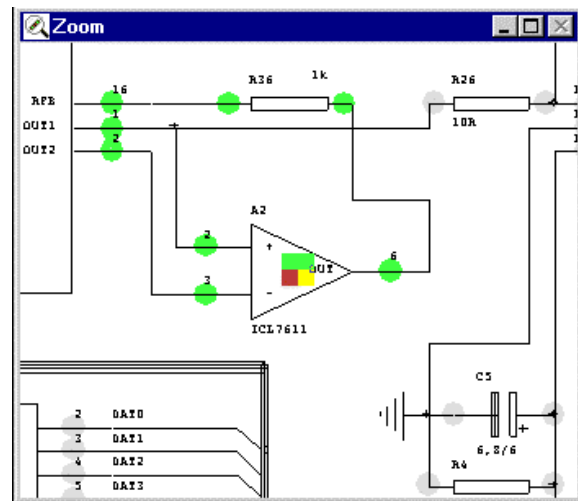 Zoom
R36 1k R26
16
RFB
1
OUT1
10R
2
OUT2
A2
2
+
6
OUT
3
-
ICL7611
C5
2 DAT0
3 DAT1
+
6,8/6
4 DAT2
R4
5 DAT3